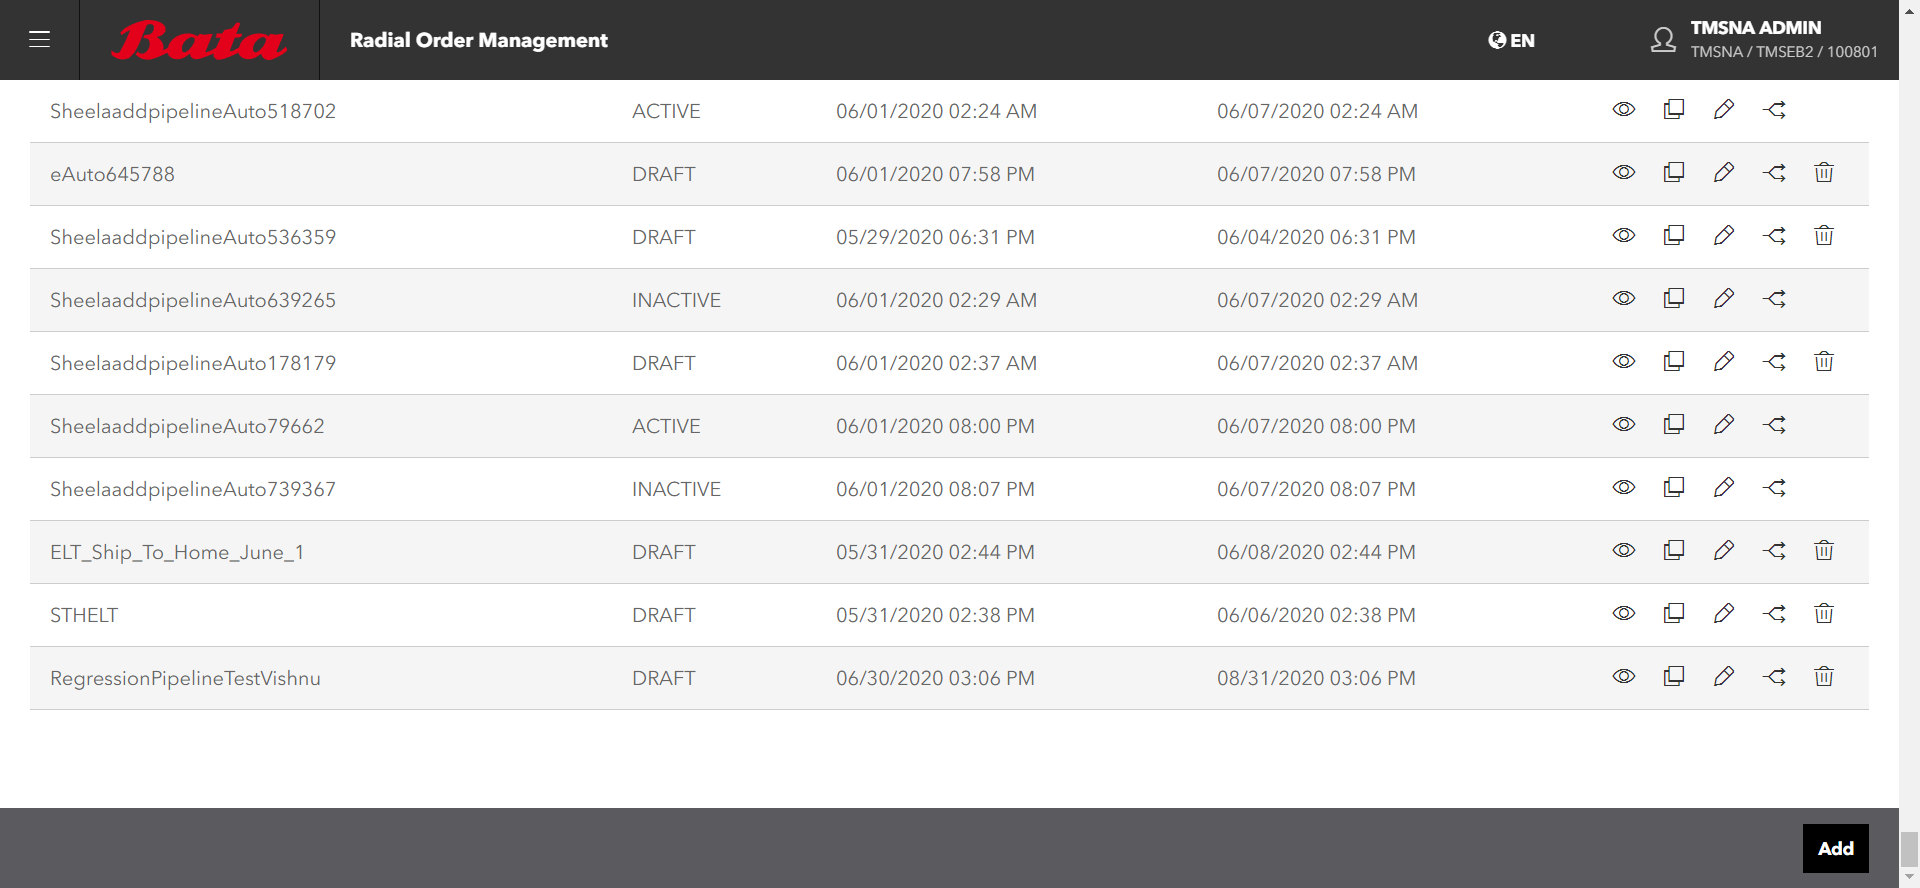 Bata
Radial Order Management
EN
TMSNA ADMIN
TMSNA / TMSEB2 / 100801
SheelaaddpipelineAuto518702 ACTIVE 06/01/2020 02:24 AM 06/07/2020 02:24 AM
eAuto645788 DRAFT 06/01/2020 07:58 PM 06/07/2020 07:58 PM
SheelaaddpipelineAuto536359 DRAFT 05/29/2020 06:31 PM 06/04/2020 06:31 PM
SheelaaddpipelineAuto639265 INACTIVE 06/01/2020 02:29 AM 06/07/2020 02:29 AM
SheelaaddpipelineAuto178179 DRAFT 06/01/2020 02:37 AM 06/07/2020 02:37 AM
SheelaaddpipelineAuto79662 ACTIVE 06/01/2020 08:00 PM 06/07/2020 08:00 PM
SheelaaddpipelineAuto739367 INACTIVE 06/01/2020 08:07 PM 06/07/2020 08:07 PM
ELT_Ship_To_Home_June_1 DRAFT 05/31/2020 02:44 PM 06/08/2020 02:44 PM
STHELT DRAFT 05/31/2020 02:38 PM 06/06/2020 02:38 PM
RegressionPipelineTestVishnu DRAFT 06/30/2020 03:06 PM 08/31/2020 03:06 PM
Add